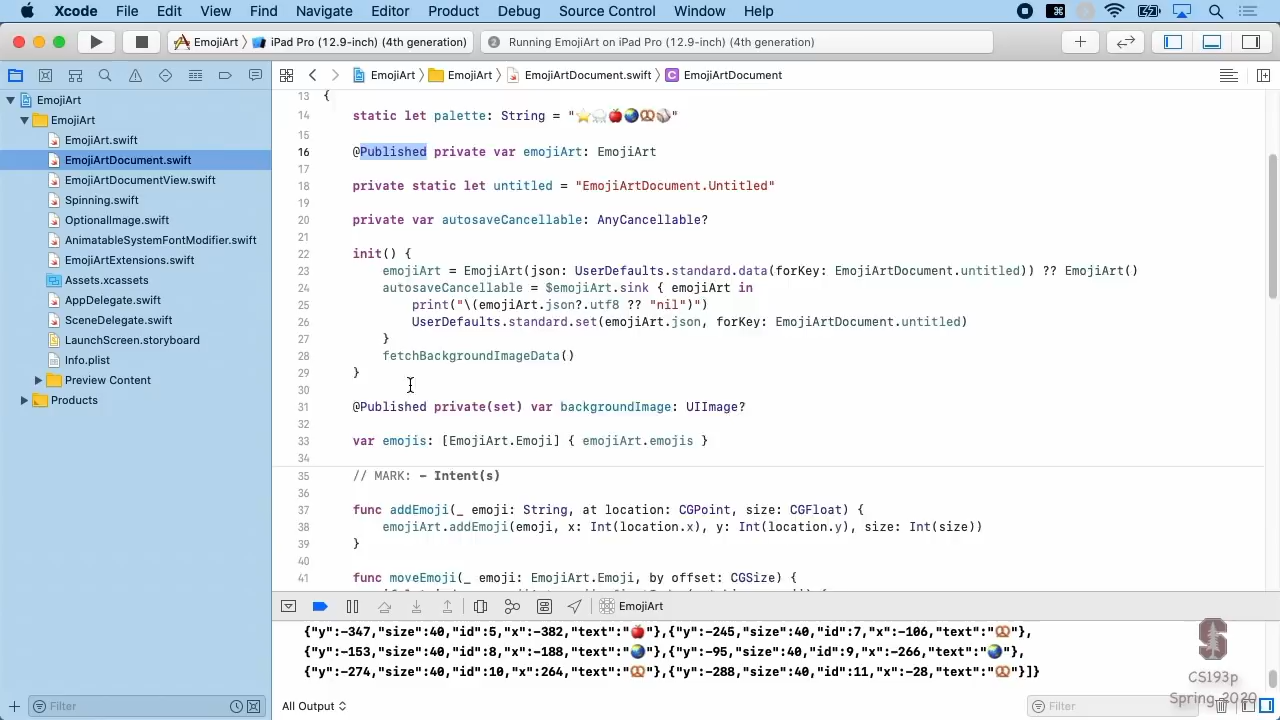 Xcode File Edit View Find Navigate Editor Product Debug Source Control Window Help
EmojiArt 〉 iPad Pro (12.9-inch) (4th generation)
2 Running EmojiArt on iPad Pro (12.9-inch) (4th generation)
EmojiArt 〉 EmojiArt 〉 EmojiArtDocument.swift 〉 C EmojiArtDocument
EmojiArt
EmojiArt
EmojiArt.swift
EmojiArtDocument.swift
EmojiArtDocumentView.swift
Spinning.swift
OptionalImage.swift
AnimatableSystemFontModifier.swift
EmojiArtExtensions.swift
Assets.xcassets
AppDelegate.swift
SceneDelegate.swift
LaunchScreen.storyboard
Info.plist
Preview Content
Products
Filter
13 {
14 static let palette: String = "⭐️⛈🍎🌏🥨⚾️"
15
16 @Published private var emojiArt: EmojiArt
17
18 private static let untitled = "EmojiArtDocument.Untitled"
19
20 private var autosaveCancellable: AnyCancellable?
21
22 init() {
23 emojiArt = EmojiArt(json: UserDefaults.standard.data(forKey: EmojiArtDocument.untitled)) ?? EmojiArt()
24 autosaveCancellable = $emojiArt.sink { emojiArt in
25 print("\(emojiArt.json?.utf8 ?? "nil")")
26 UserDefaults.standard.set(emojiArt.json, forKey: EmojiArtDocument.untitled)
27 }
28 fetchBackgroundImageData()
29 }
30
31 @Published private(set) var backgroundImage: UIImage?
32
33 var emojis: [EmojiArt.Emoji] { emojiArt.emojis }
34
35 // MARK: - Intent(s)
36
37 func addEmoji(_ emoji: String, at location: CGPoint, size: CGFloat) {
38 emojiArt.addEmoji(emoji, x: Int(location.x), y: Int(location.y), size: Int(size))
39 }
40
41 func moveEmoji(_ emoji: EmojiArt.Emoji, by offset: CGSize) {
EmojiArt
{"y":-347,"size":40,"id":5,"x":-382,"text":"🍎"},{"y":-245,"size":40,"id":7,"x":-106,"text":"🥨"},
{"y":-153,"size":40,"id":8,"x":-188,"text":"🌏"},{"y":-95,"size":40,"id":9,"x":-266,"text":"🌏"},
{"y":-274,"size":40,"id":10,"x":264,"text":"🥨"},{"y":-288,"size":40,"id":11,"x":-28,"text":"🥨"}]}
All Output
Filter
CS193p
Spring 2020